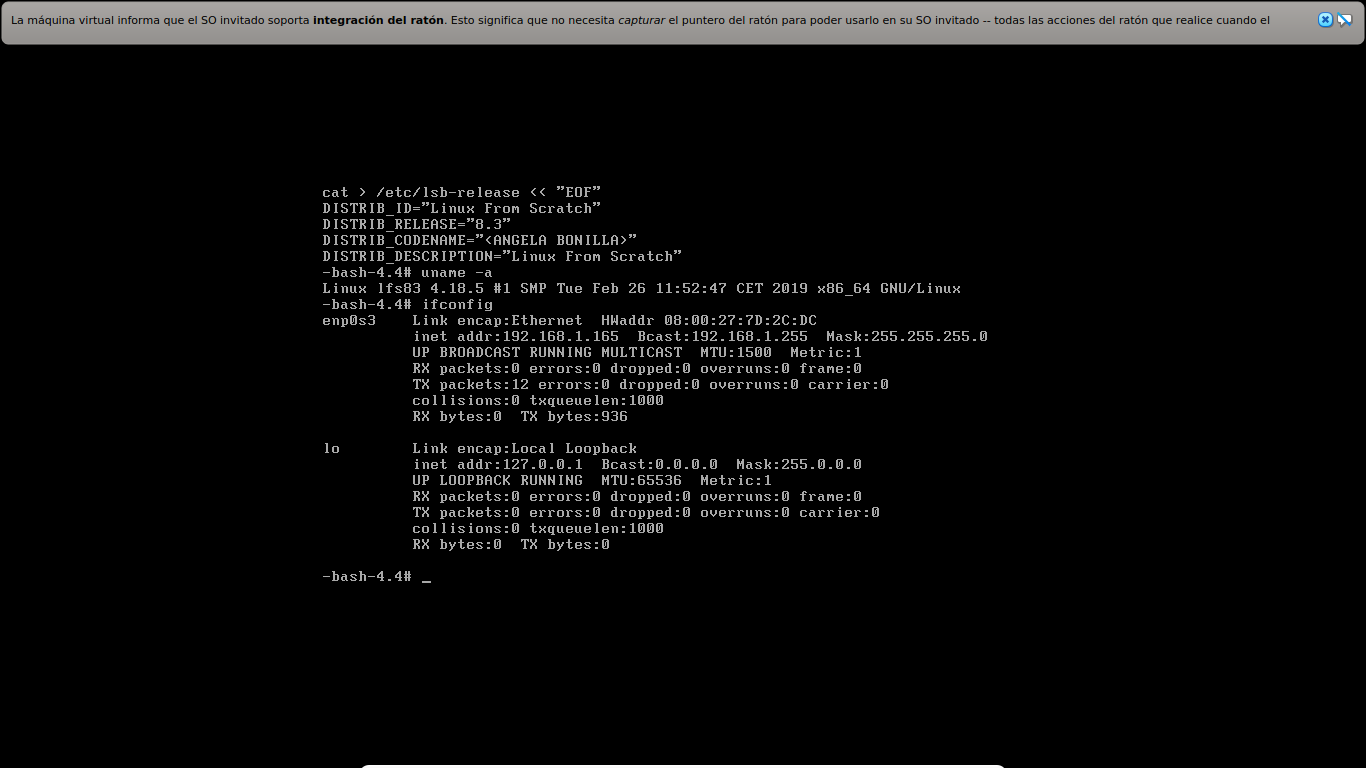 La máquina virtual informa que el SO invitado soporta integración del ratón. Esto significa que no necesita capturar el puntero del ratón para poder usarlo en su SO invitado -- todas las acciones del ratón que realice cuando el
cat > /etc/lsb-release << ”EOF”
DISTRIB_ID=”Linux From Scratch”
DISTRIB_RELEASE=”8.3”
DISTRIB_CODENAME=”<ANGELA BONILLA>”
DISTRIB_DESCRIPTION=”Linux From Scratch”
-bash-4.4# uname -a
Linux lfs83 4.18.5 #1 SMP Tue Feb 26 11:52:47 CET 2019 x86_64 GNU/Linux
-bash-4.4# ifconfig
enp0s3    Link encap:Ethernet  HWaddr 08:00:27:7D:2C:DC
          inet addr:192.168.1.165  Bcast:192.168.1.255  Mask:255.255.255.0
          UP BROADCAST RUNNING MULTICAST  MTU:1500  Metric:1
          RX packets:0 errors:0 dropped:0 overruns:0 frame:0
          TX packets:12 errors:0 dropped:0 overruns:0 carrier:0
          collisions:0 txqueuelen:1000
          RX bytes:0  TX bytes:936
lo        Link encap:Local Loopback
          inet addr:127.0.0.1  Bcast:0.0.0.0  Mask:255.0.0.0
          UP LOOPBACK RUNNING  MTU:65536  Metric:1
          RX packets:0 errors:0 dropped:0 overruns:0 frame:0
          TX packets:0 errors:0 dropped:0 overruns:0 carrier:0
          collisions:0 txqueuelen:1000
          RX bytes:0  TX bytes:0
-bash-4.4# _